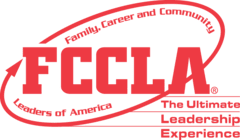 Family, Career and Community
FCCLA®
Leaders of America
The Ultimate
Leadership
Experience